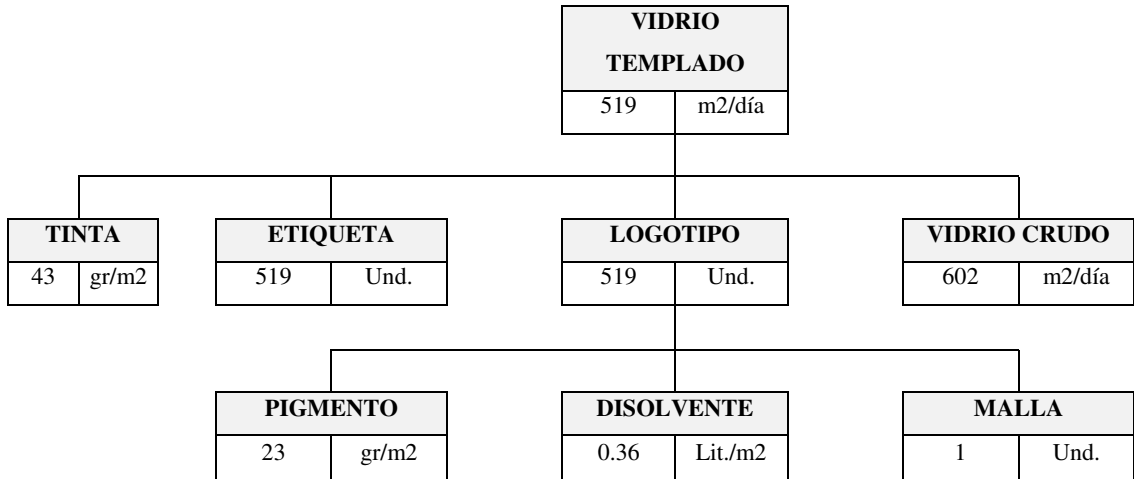 VIDRIO
TEMPLADO
519 m2/día
TINTA ETIQUETA LOGOTIPO VIDRIO CRUDO
43 gr/m2 519 Und. 519 Und. 602 m2/día
PIGMENTO DISOLVENTE MALLA
23 gr/m2 0.36 Lit./m2 1 Und.